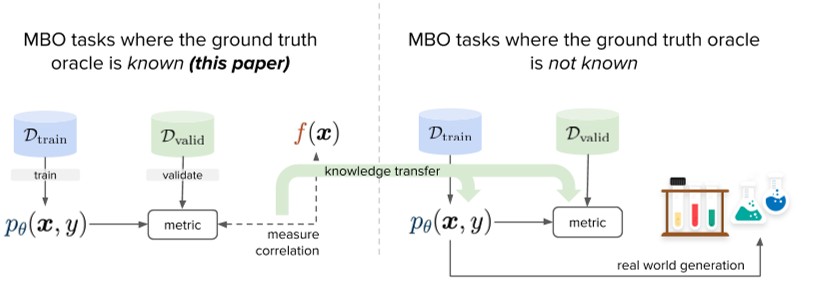 MBO tasks where the ground truth
oracle is known (this paper)
𝒟train
𝒟valid
f(x)
train
validate
pθ(x, y)
metric
measure
correlation
knowledge transfer
MBO tasks where the ground truth oracle
is not known
𝒟train
𝒟valid
pθ(x, y)
metric
real world generation